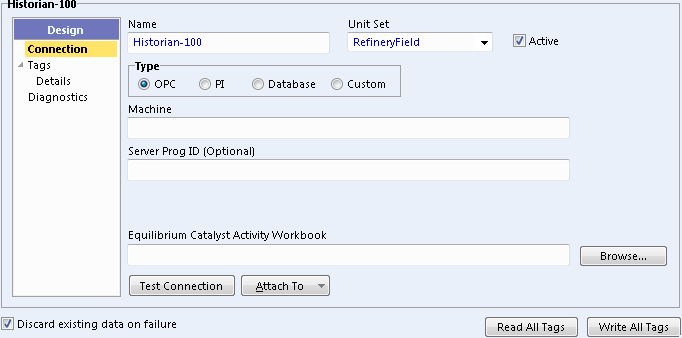 Historian-100
Design
Connection
Tags
Details
Diagnostics
Name
Unit Set
Historian-100
RefineryField
Active
Type
OPC
PI
Database
Custom
Machine
Server Prog ID (Optional)
Equilibrium Catalyst Activity Workbook
Browse...
Test Connection
Attach To
Discard existing data on failure
Read All Tags
Write All Tags